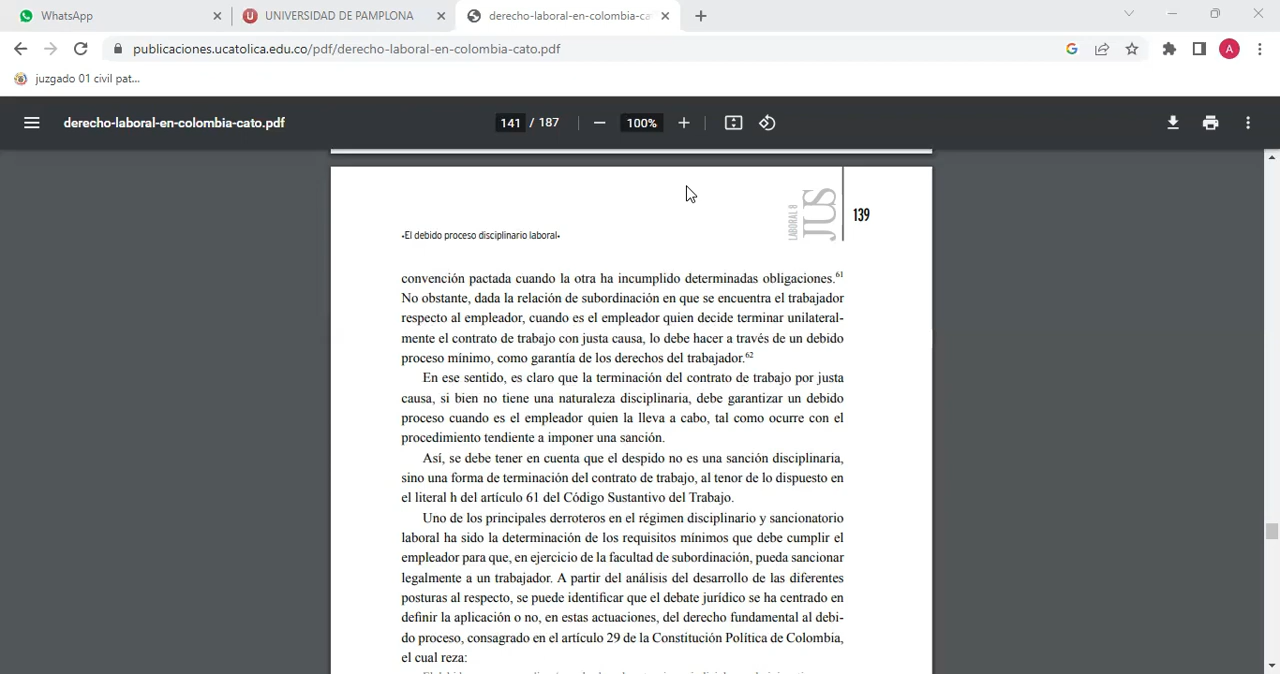 WhatsApp
UNIVERSIDAD DE PAMPLONA
derecho-laboral-en-colombia-ca
publicaciones.ucatolica.edu.co/pdf/derecho-laboral-en-colombia-cato.pdf
A
juzgado 01 civil pat...
derecho-laboral-en-colombia-cato.pdf
141 / 187
100%
LABORAL 8
JUS
139
•El debido proceso disciplinario laboral•
convención pactada cuando la otra ha incumplido determinadas obligaciones.61
No obstante, dada la relación de subordinación en que se encuentra el trabajador
respecto al empleador, cuando es el empleador quien decide terminar unilateral-
mente el contrato de trabajo con justa causa, lo debe hacer a través de un debido
proceso mínimo, como garantía de los derechos del trabajador.62
En ese sentido, es claro que la terminación del contrato de trabajo por justa
causa, si bien no tiene una naturaleza disciplinaria, debe garantizar un debido
proceso cuando es el empleador quien la lleva a cabo, tal como ocurre con el
procedimiento tendiente a imponer una sanción.
Así, se debe tener en cuenta que el despido no es una sanción disciplinaria,
sino una forma de terminación del contrato de trabajo, al tenor de lo dispuesto en
el literal h del artículo 61 del Código Sustantivo del Trabajo.
Uno de los principales derroteros en el régimen disciplinario y sancionatorio
laboral ha sido la determinación de los requisitos mínimos que debe cumplir el
empleador para que, en ejercicio de la facultad de subordinación, pueda sancionar
legalmente a un trabajador. A partir del análisis del desarrollo de las diferentes
posturas al respecto, se puede identificar que el debate jurídico se ha centrado en
definir la aplicación o no, en estas actuaciones, del derecho fundamental al debi-
do proceso, consagrado en el artículo 29 de la Constitución Política de Colombia,
el cual reza: